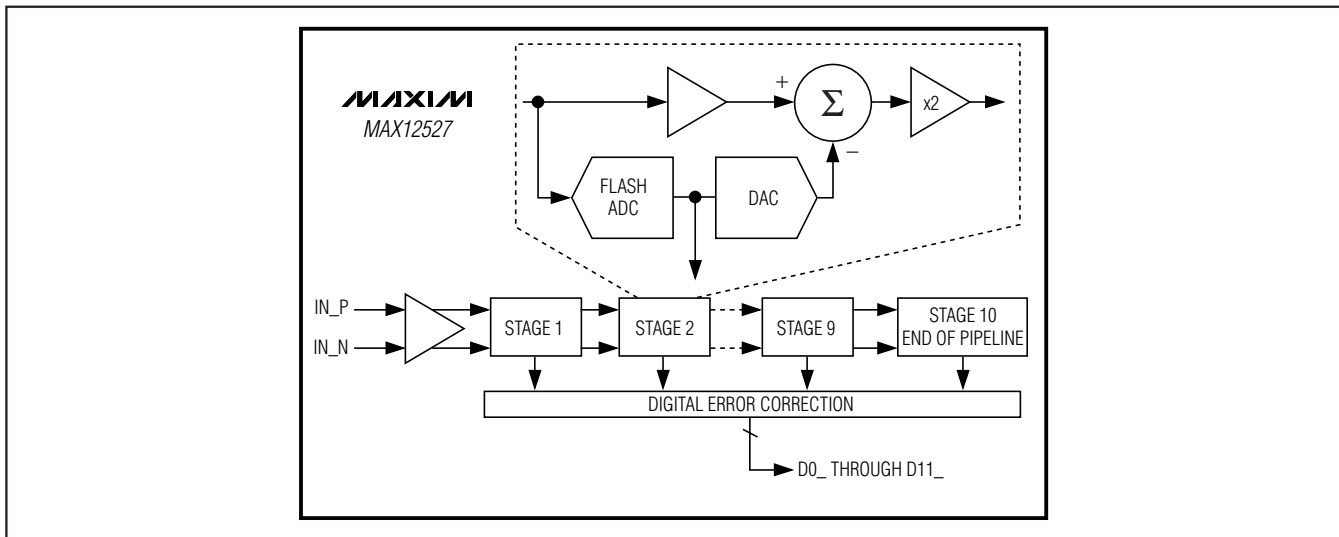 MAXIM
MAX12527
+
Σ
x2
−
FLASH
ADC
DAC
IN_P
IN_N
STAGE 1
STAGE 2
STAGE 9
STAGE 10
END OF PIPELINE
DIGITAL ERROR CORRECTION
D0_ THROUGH D11_